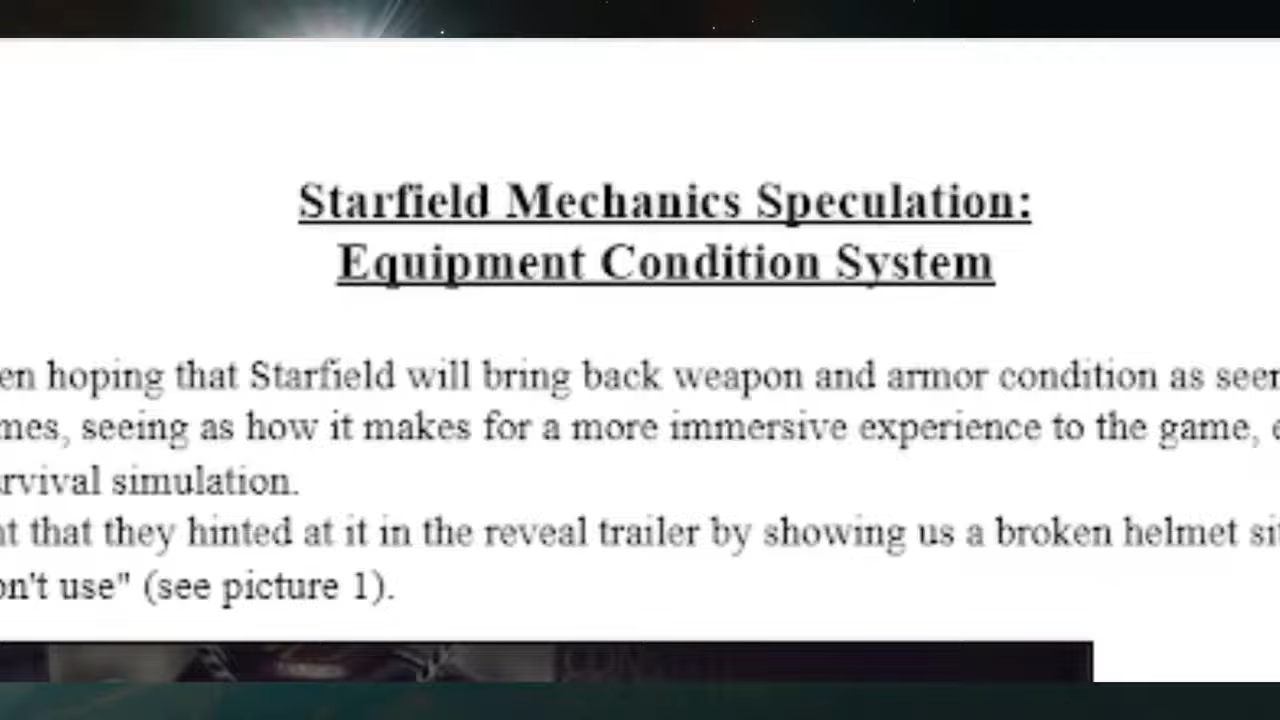 Starfield Mechanics Speculation:
Equipment Condition System
en hoping that Starfield will bring back weapon and armor condition as seen
mes, seeing as how it makes for a more immersive experience to the game, e
rvival simulation.
nt that they hinted at it in the reveal trailer by showing us a broken helmet sit
on't use" (see picture 1).